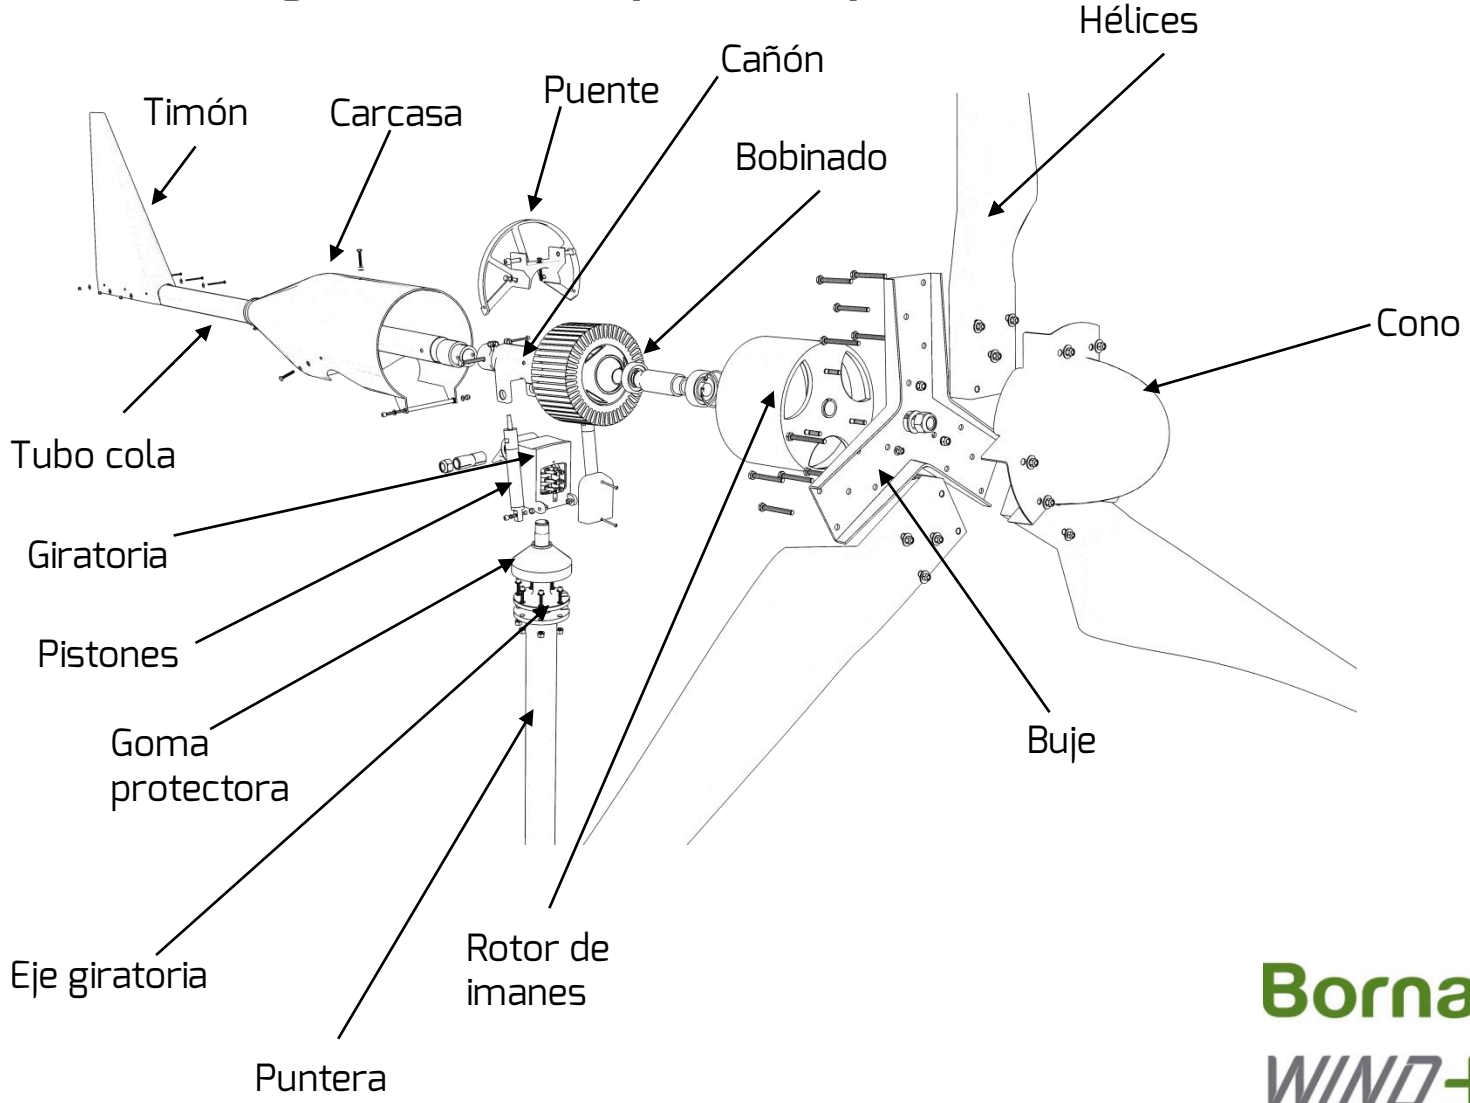 Hélices
Cañón
Puente
Timón
Carcasa
Bobinado
Cono
Tubo cola
Giratoria
Pistones
Goma
protectora
Buje
Eje giratoria
Rotor de
imanes
Puntera
Borna
WIND+